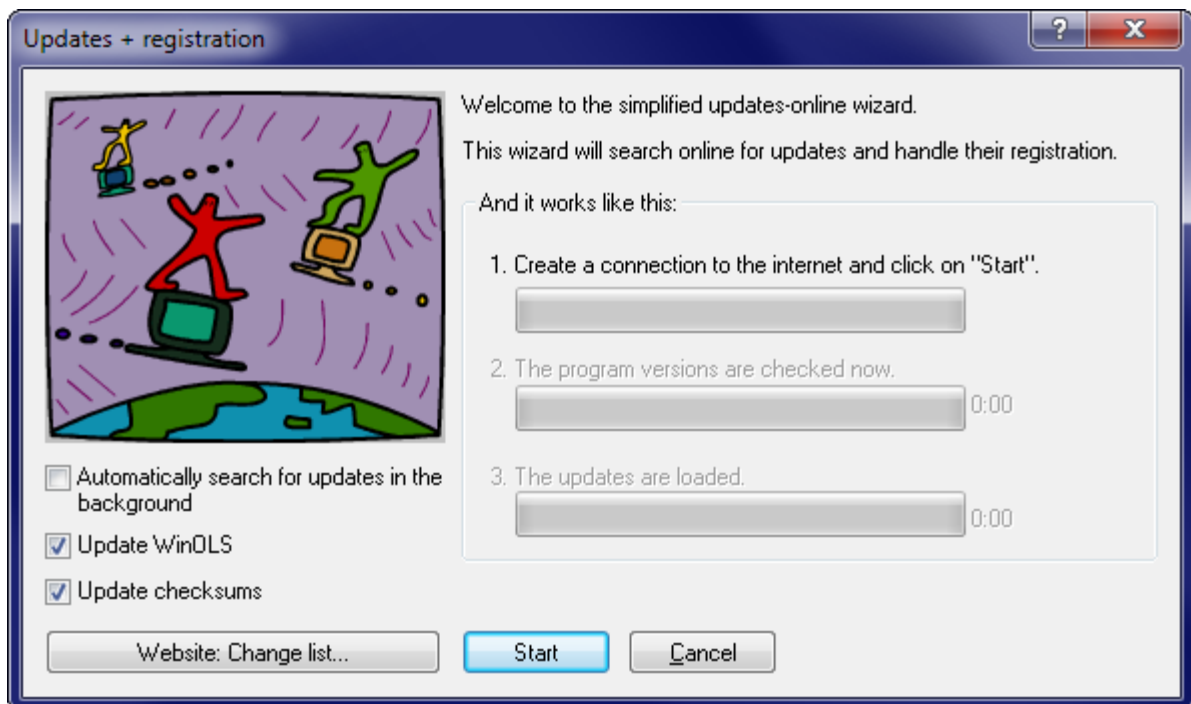 Updates + registration
?
Welcome to the simplified updates-online wizard.
This wizard will search online for updates and handle their registration.
And it works like this:
1. Create a connection to the internet and click on "Start".
2. The program versions are checked now.
0:00
3. The updates are loaded.
0:00
Automatically search for updates in the
background
Update WinOLS
Update checksums
Website: Change list...
Start
Cancel